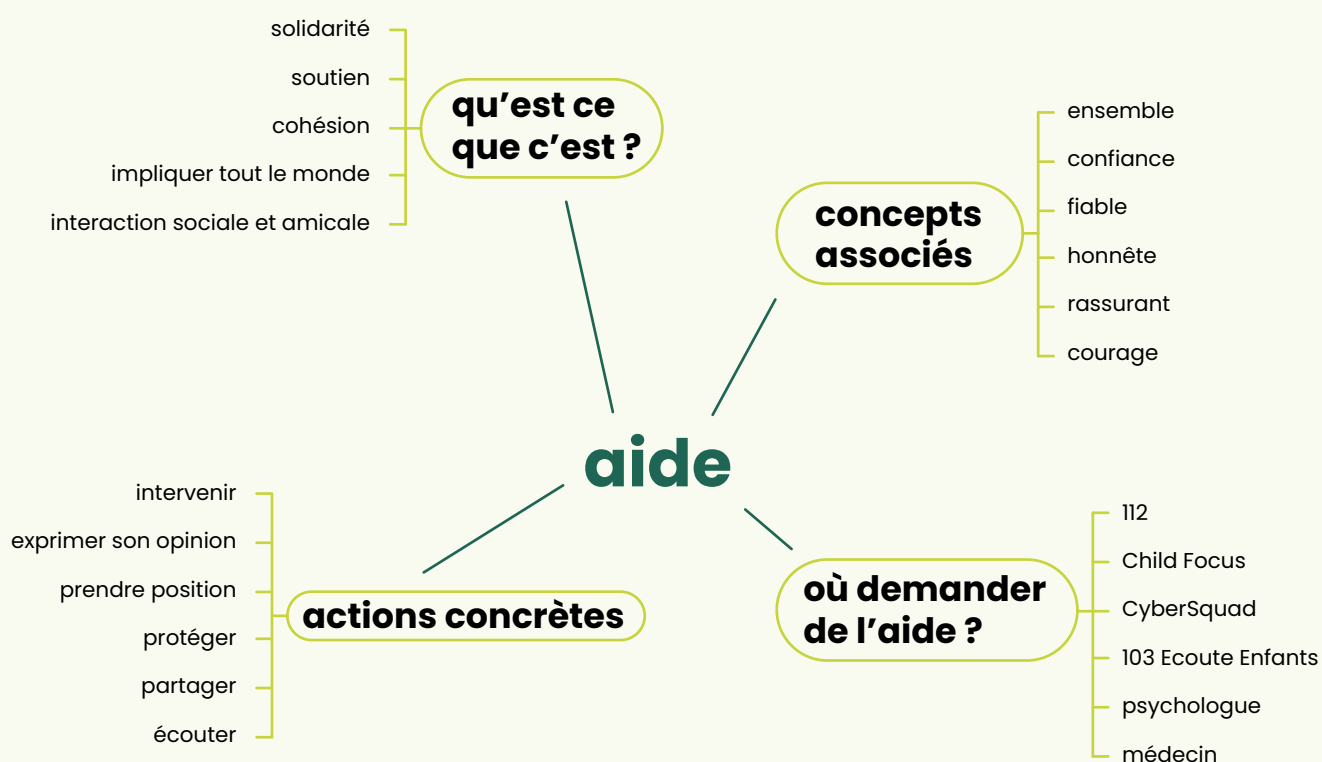 solidarité
soutien
cohésion
impliquer tout le monde
interaction sociale et amicale
qu’est ce
que c’est ?
concepts
associés
ensemble
confiance
fiable
honnête
rassurant
courage
aide
intervenir
exprimer son opinion
prendre position
protéger
partager
écouter
actions concrètes
où demander
de l’aide ?
112
Child Focus
CyberSquad
103 Ecoute Enfants
psychologue
médecin